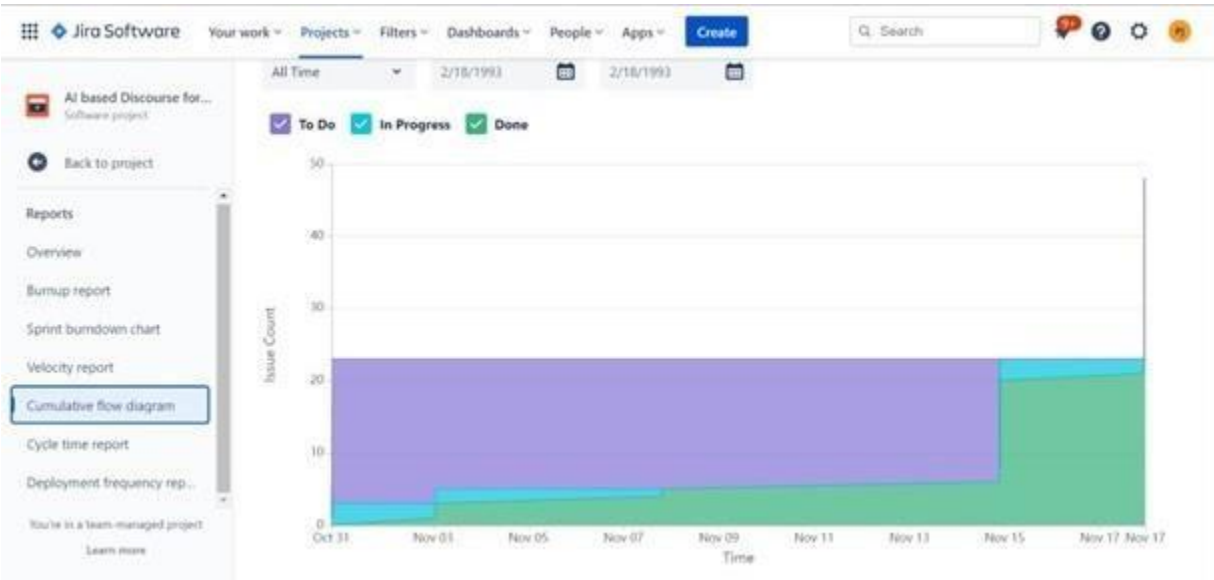 Jira Software Your work Projects Filters Dashboards People Apps Create Search 9+
AI based Discourse for...
Software project
Back to project
Reports
Overview
Burnup report
Sprint burndown chart
Velocity report
Cumulative flow diagram
Cycle time report
Deployment frequency rep...
You're in a team-managed project
Learn more
All Time 2/18/1993 2/18/1993
To Do In Progress Done
50
40
30
20
10
0
Issue Count
Oct 31 Nov 03 Nov 05 Nov 07 Nov 09 Nov 11 Nov 13 Nov 15 Nov 17 Nov 17
Time